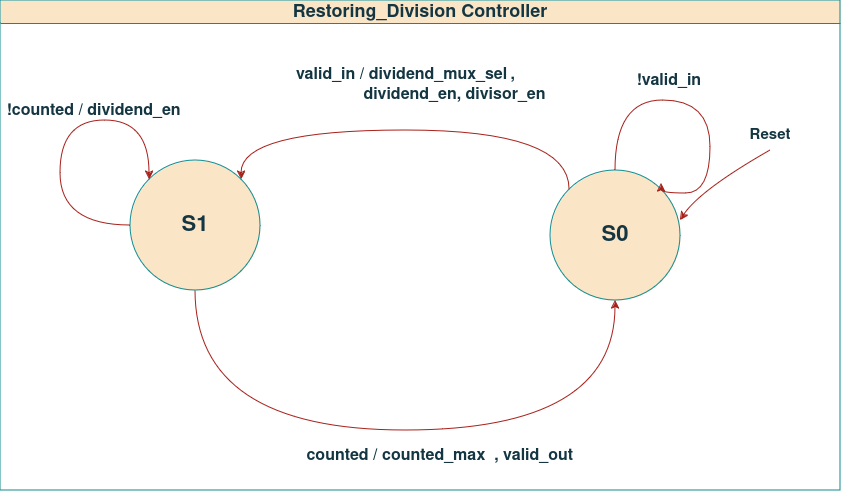 Restoring_Division Controller
valid_in / dividend_mux_sel ,
dividend_en, divisor_en
!valid_in
!counted / dividend_en
Reset
S1
S0
counted / counted_max , valid_out